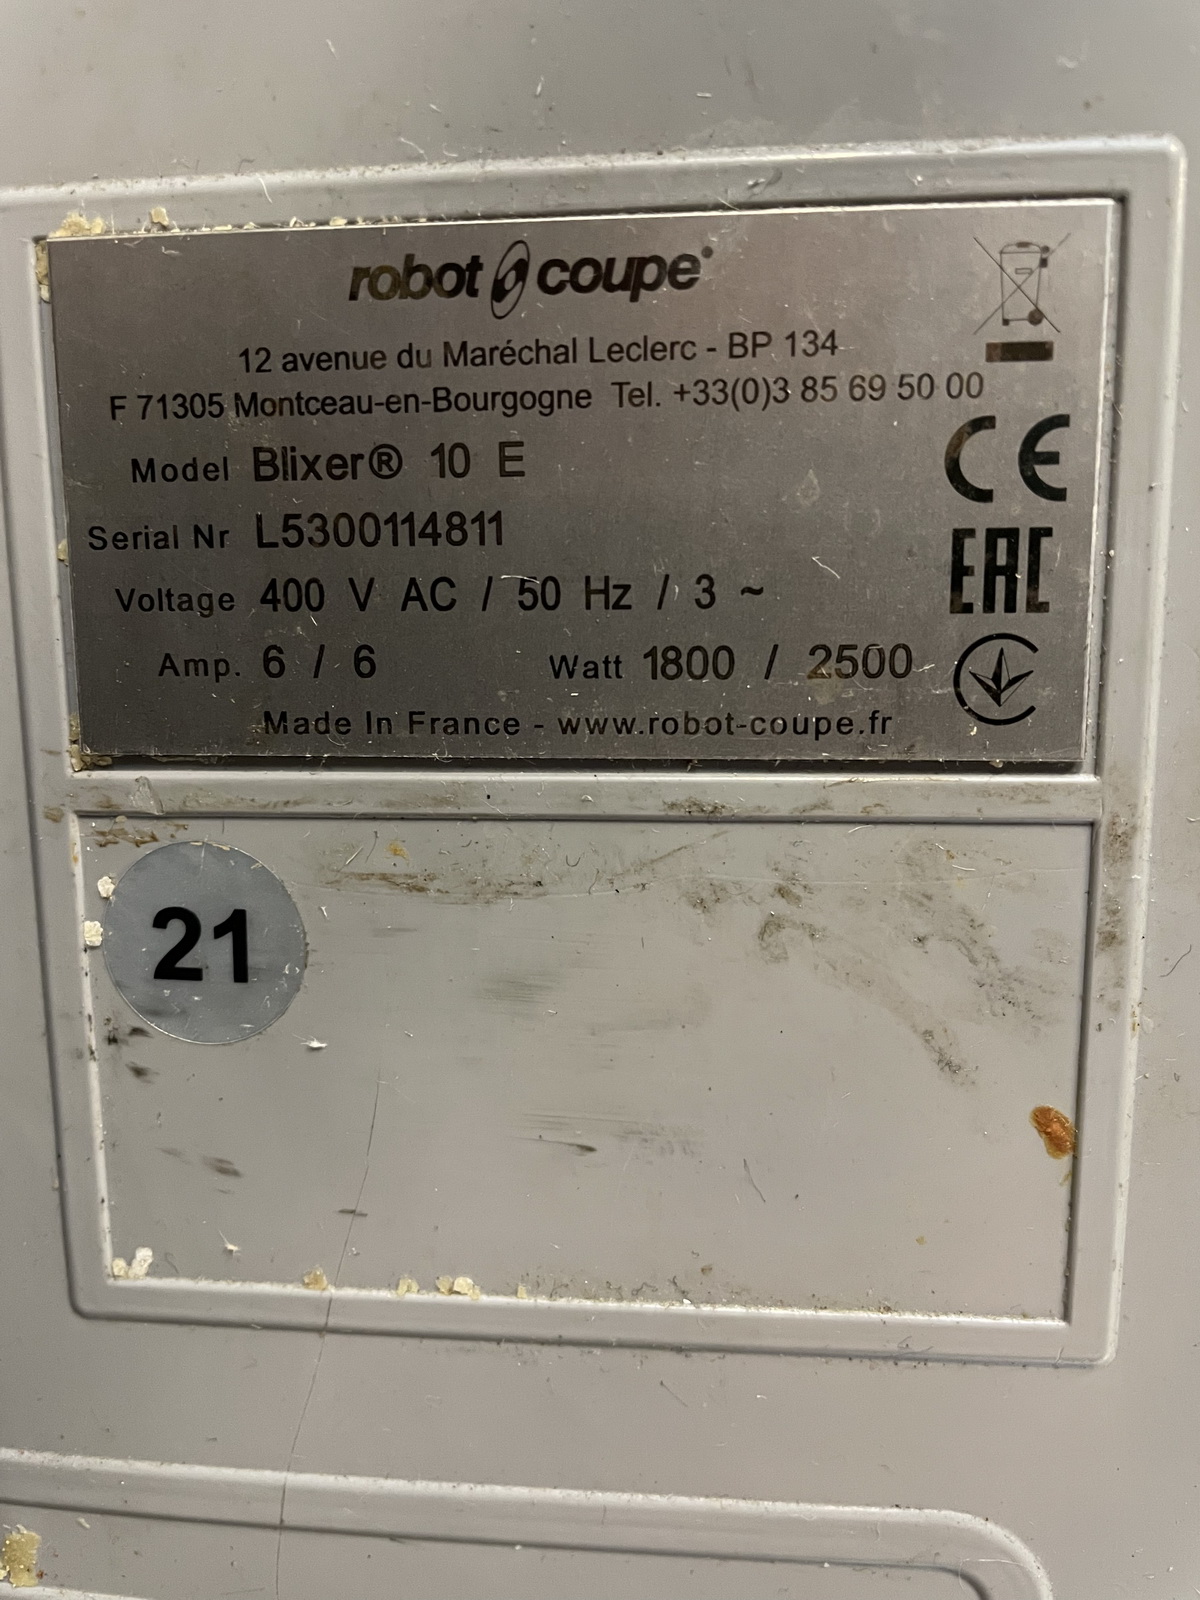 robot coupe
12 avenue du Maréchal Leclerc - BP 134
F 71305 Montceau-en-Bourgogne Tel. +33(0)3 85 69 50 00
Model Blixer® 10 E
Serial Nr L5300114811
Voltage 400 V AC / 50 Hz / 3 ~
Amp. 6 / 6 Watt 1800 / 2500
Made In France - www.robot-coupe.fr
CE
EAC
21